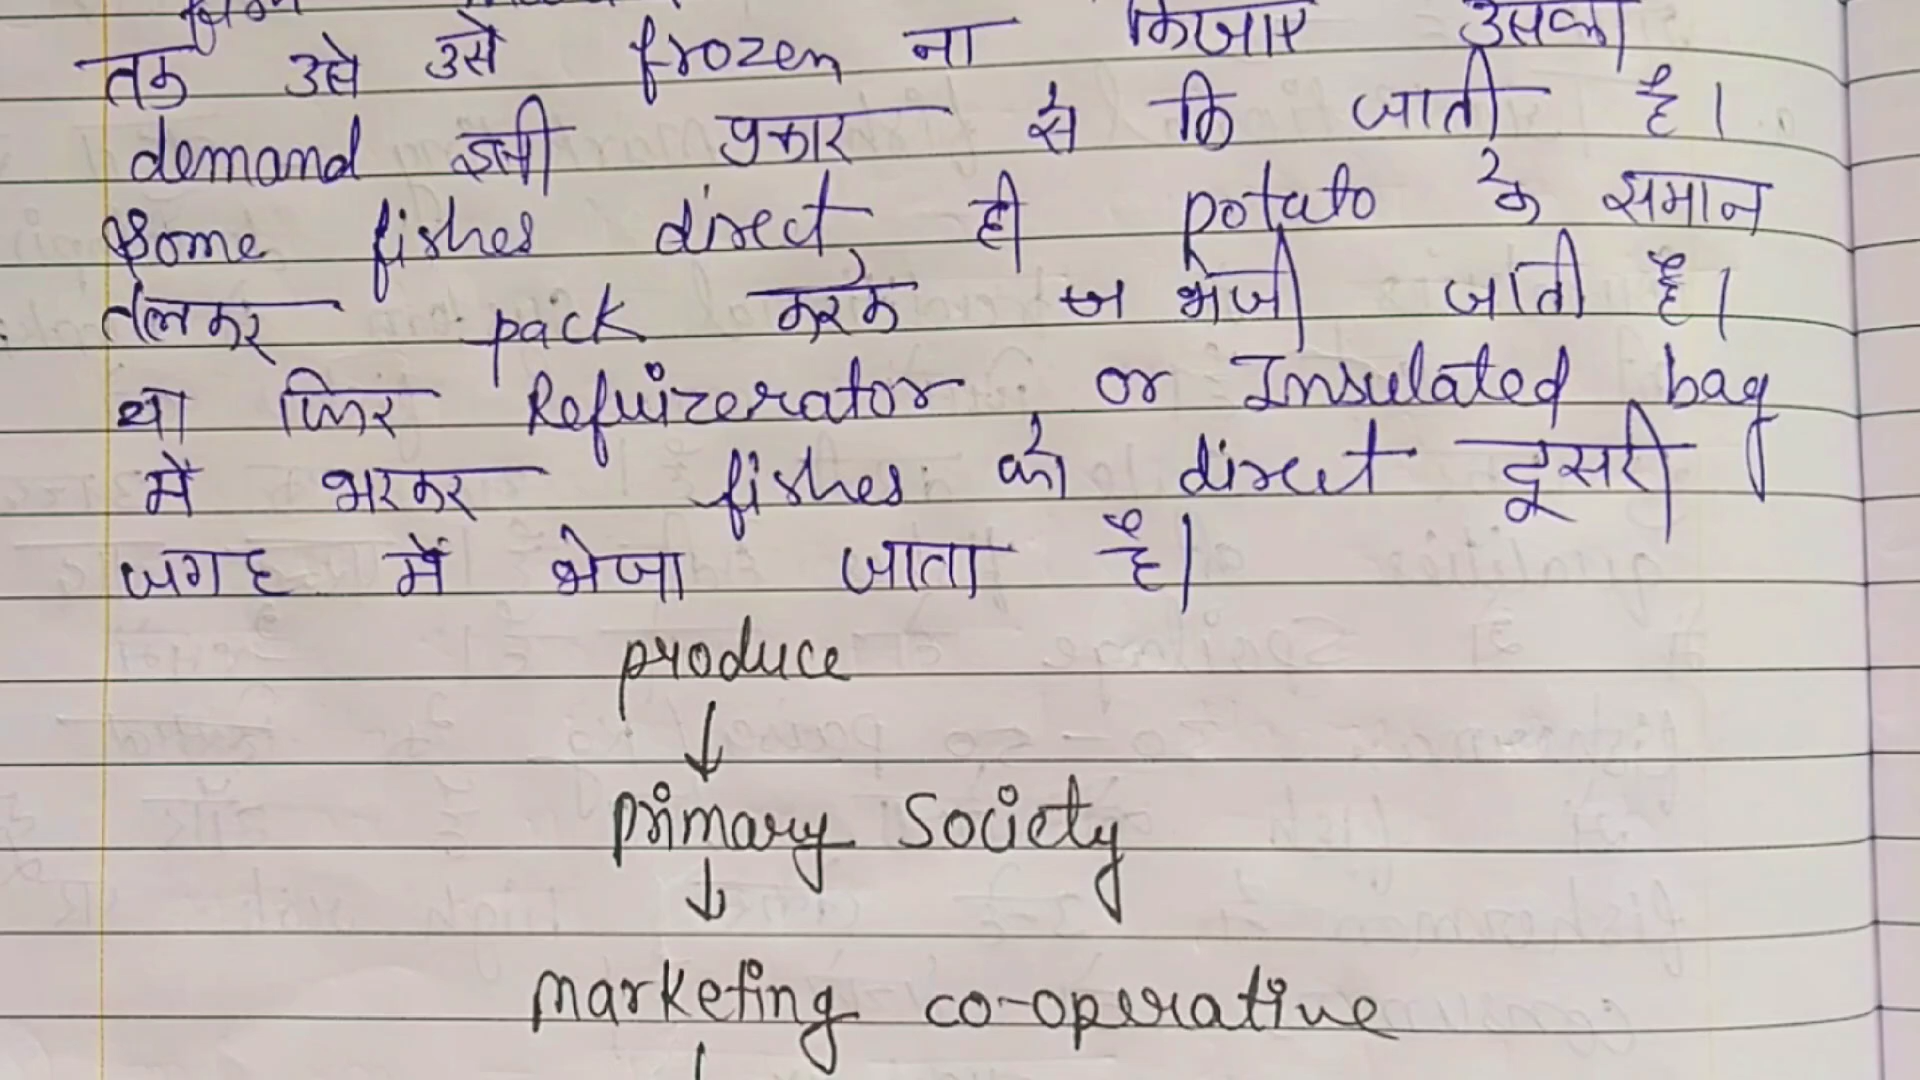 तक उसे उसे frozen ना किजाए उसका
demand इसी प्रकार से कि जाती है।
Some fishes direct ही potato के समान
तलकर pack करके भेजी जाती है।
या फिर Refuizerator or Insulated bag
में भरकर fishes को direct दूसरी
जगह में भेजा जाता है।
produce
↓
Primary Society
↓
Marketing co-operative